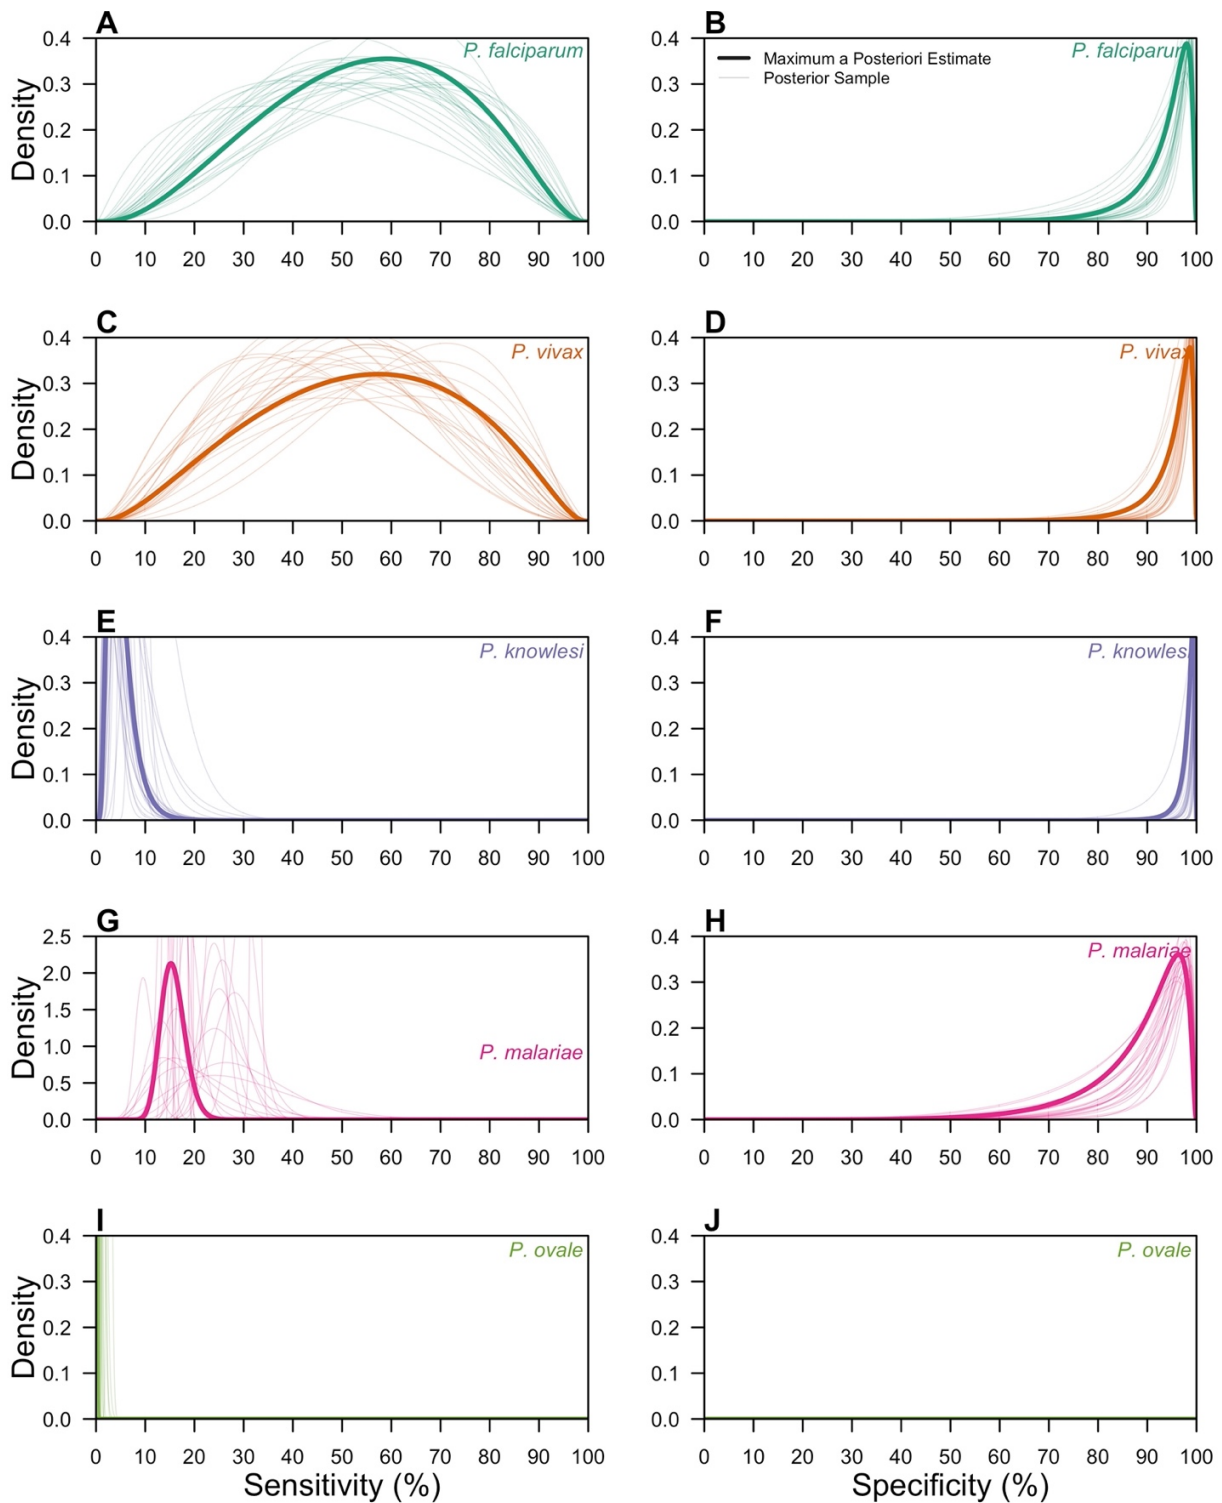 A
B
0.4
P. falciparum
0.4
Maximum a Posteriori Estimate
P. falciparum
Posterior Sample
0.3
0.3
Density
0.2
0.2
0.1
0.1
0.0
0.0
0 10 20 30 40 50 60 70 80 90 100
0 10 20 30 40 50 60 70 80 90 100
C
D
0.4
P. vivax
0.4
P. vivax
0.3
0.3
Density
0.2
0.2
0.1
0.1
0.0
0.0
0 10 20 30 40 50 60 70 80 90 100
0 10 20 30 40 50 60 70 80 90 100
E
F
0.4
P. knowlesi
0.4
P. knowlesi
0.3
0.3
Density
0.2
0.2
0.1
0.1
0.0
0.0
0 10 20 30 40 50 60 70 80 90 100
0 10 20 30 40 50 60 70 80 90 100
G
H
2.5
0.4
P. malariae
2.0
0.3
Density
1.5
0.2
1.0
P. malariae
0.5
0.1
0.0
0.0
0 10 20 30 40 50 60 70 80 90 100
0 10 20 30 40 50 60 70 80 90 100
I
J
0.4
P. ovale
0.4
P. ovale
0.3
0.3
Density
0.2
0.2
0.1
0.1
0.0
0.0
0 10 20 30 40 50 60 70 80 90 100
0 10 20 30 40 50 60 70 80 90 100
Sensitivity (%)
Specificity (%)